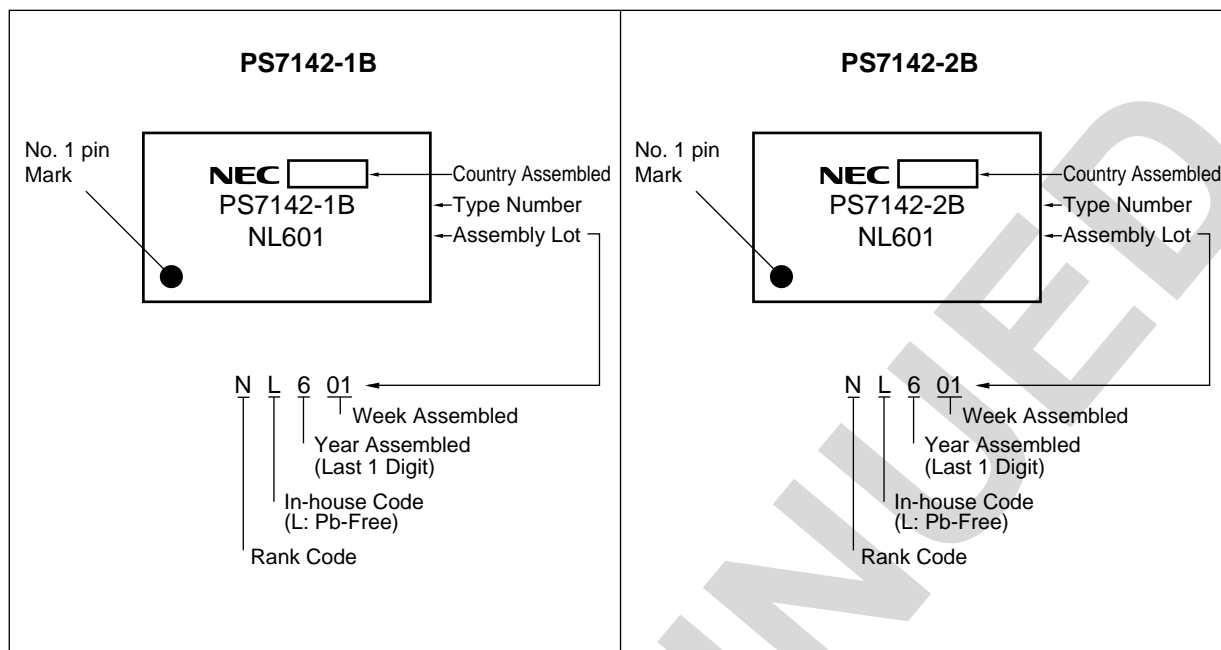 PS7142-1B
No. 1 pin
Mark
NEC
Country Assembled
PS7142-1B
Type Number
NL601
Assembly Lot
N L 6 01
Week Assembled
Year Assembled
(Last 1 Digit)
In-house Code
(L: Pb-Free)
Rank Code
PS7142-2B
No. 1 pin
Mark
NEC
Country Assembled
PS7142-2B
Type Number
NL601
Assembly Lot
N L 6 01
Week Assembled
Year Assembled
(Last 1 Digit)
In-house Code
(L: Pb-Free)
Rank Code
NUED